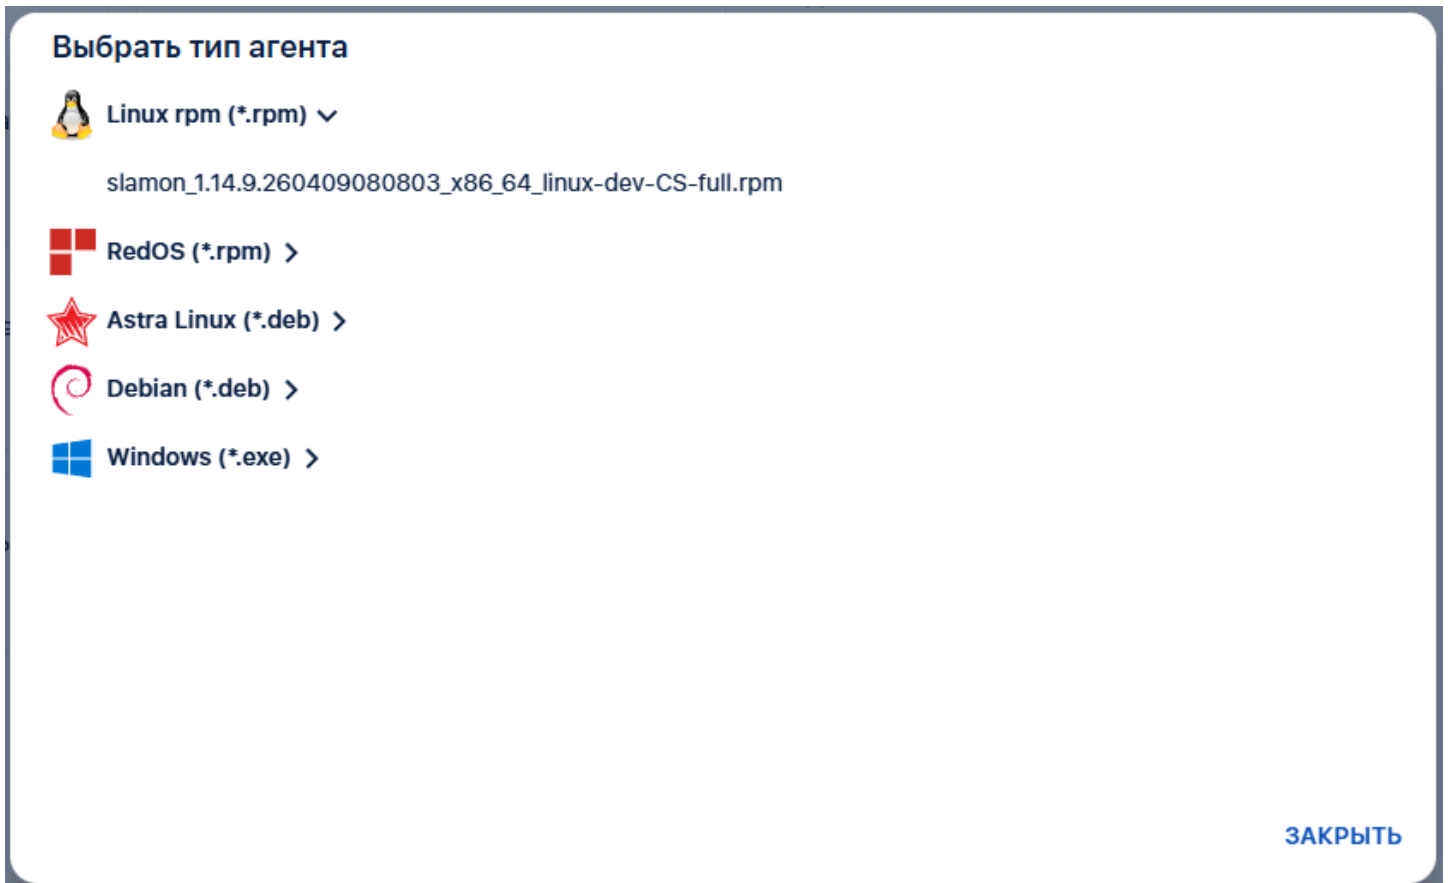 Выбрать тип агента
Linux rpm (*.rpm)
slamon_1.14.9.260409080803_x86_64_linux-dev-CS-full.rpm
RedOS (*.rpm)
Astra Linux (*.deb)
Debian (*.deb)
Windows (*.exe)
ЗАКРЫТЬ